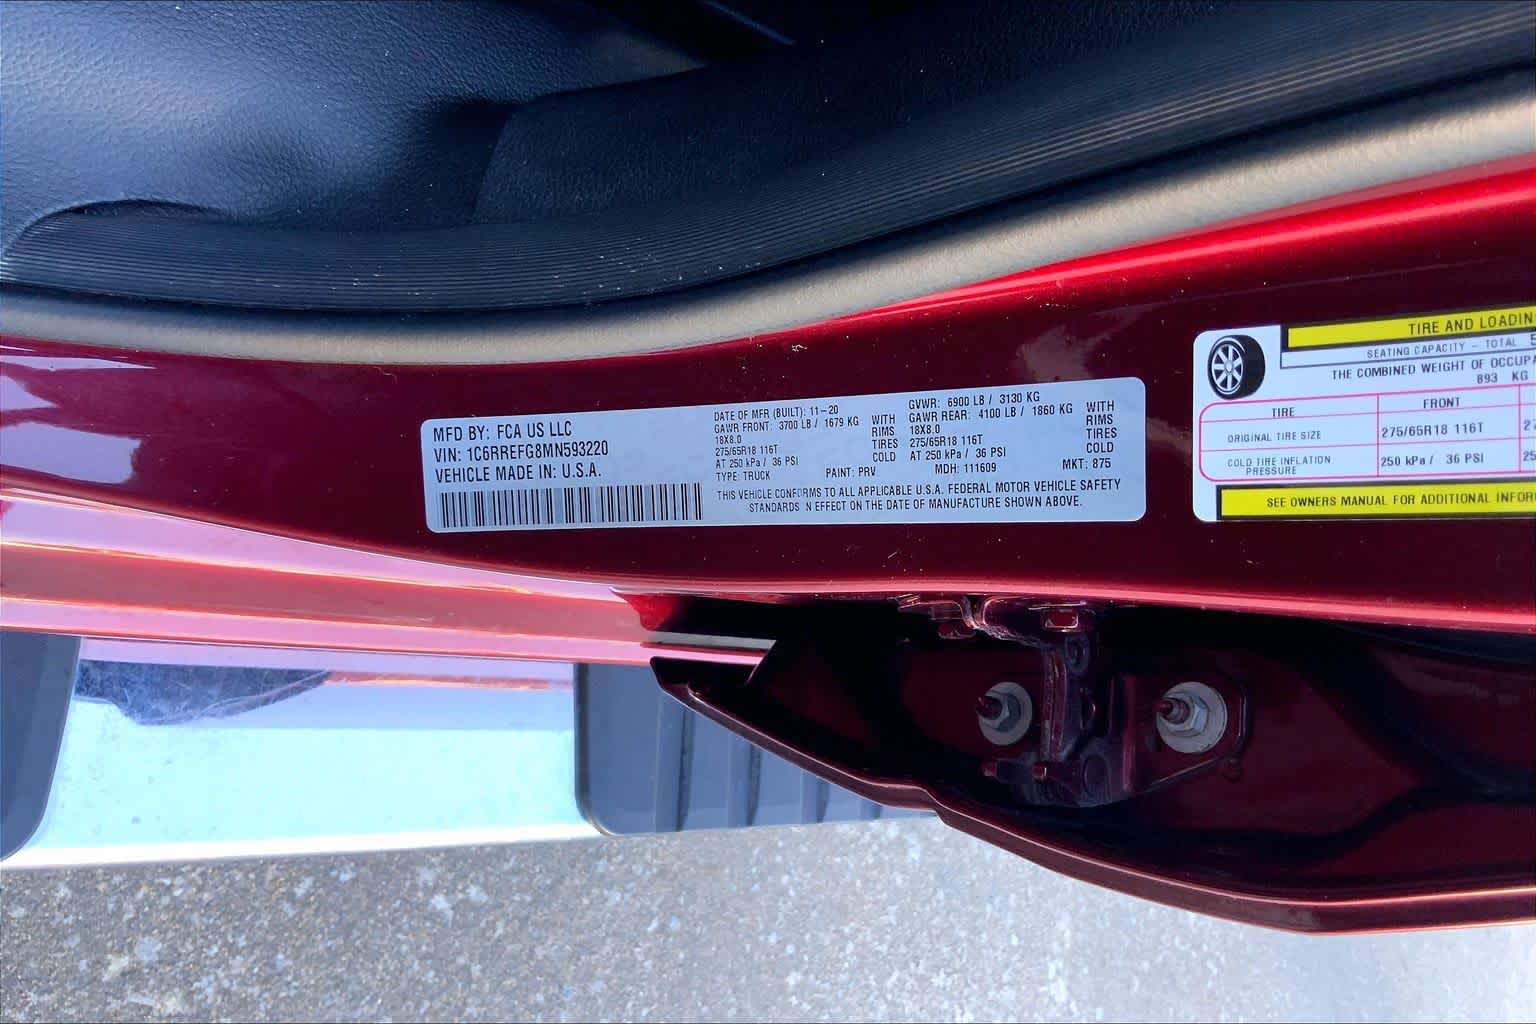 MFD BY: FCA US LLC
VIN: 1C6RREFG8MN593220
VEHICLE MADE IN: U.S.A.
DATE OF MFR (BUILT): 11-20
GAWR FRONT: 3700 LB / 1679 KG WITH
18X8.0 RIMS
275/65R18 116T TIRES
AT 250 kPa / 36 PSI COLD
TYPE: TRUCK
PAINT: PRV
GVWR: 6900 LB / 3130 KG
GAWR REAR: 4100 LB / 1860 KG WITH
18X8.0 RIMS
275/65R18 116T TIRES
AT 250 kPa / 36 PSI COLD
MDH: 111609
MKT: 875
THIS VEHICLE CONFORMS TO ALL APPLICABLE U.S.A. FEDERAL MOTOR VEHICLE SAFETY
STANDARDS IN EFFECT ON THE DATE OF MANUFACTURE SHOWN ABOVE.
TIRE AND LOADIN
SEATING CAPACITY - TOTAL 5
THE COMBINED WEIGHT OF OCCUPA
893 KG
TIRE FRONT
ORIGINAL TIRE SIZE 275/65R18 116T 27
COLD TIRE INFLATION PRESSURE 250 kPa / 36 PSI 25
SEE OWNERS MANUAL FOR ADDITIONAL INFOR